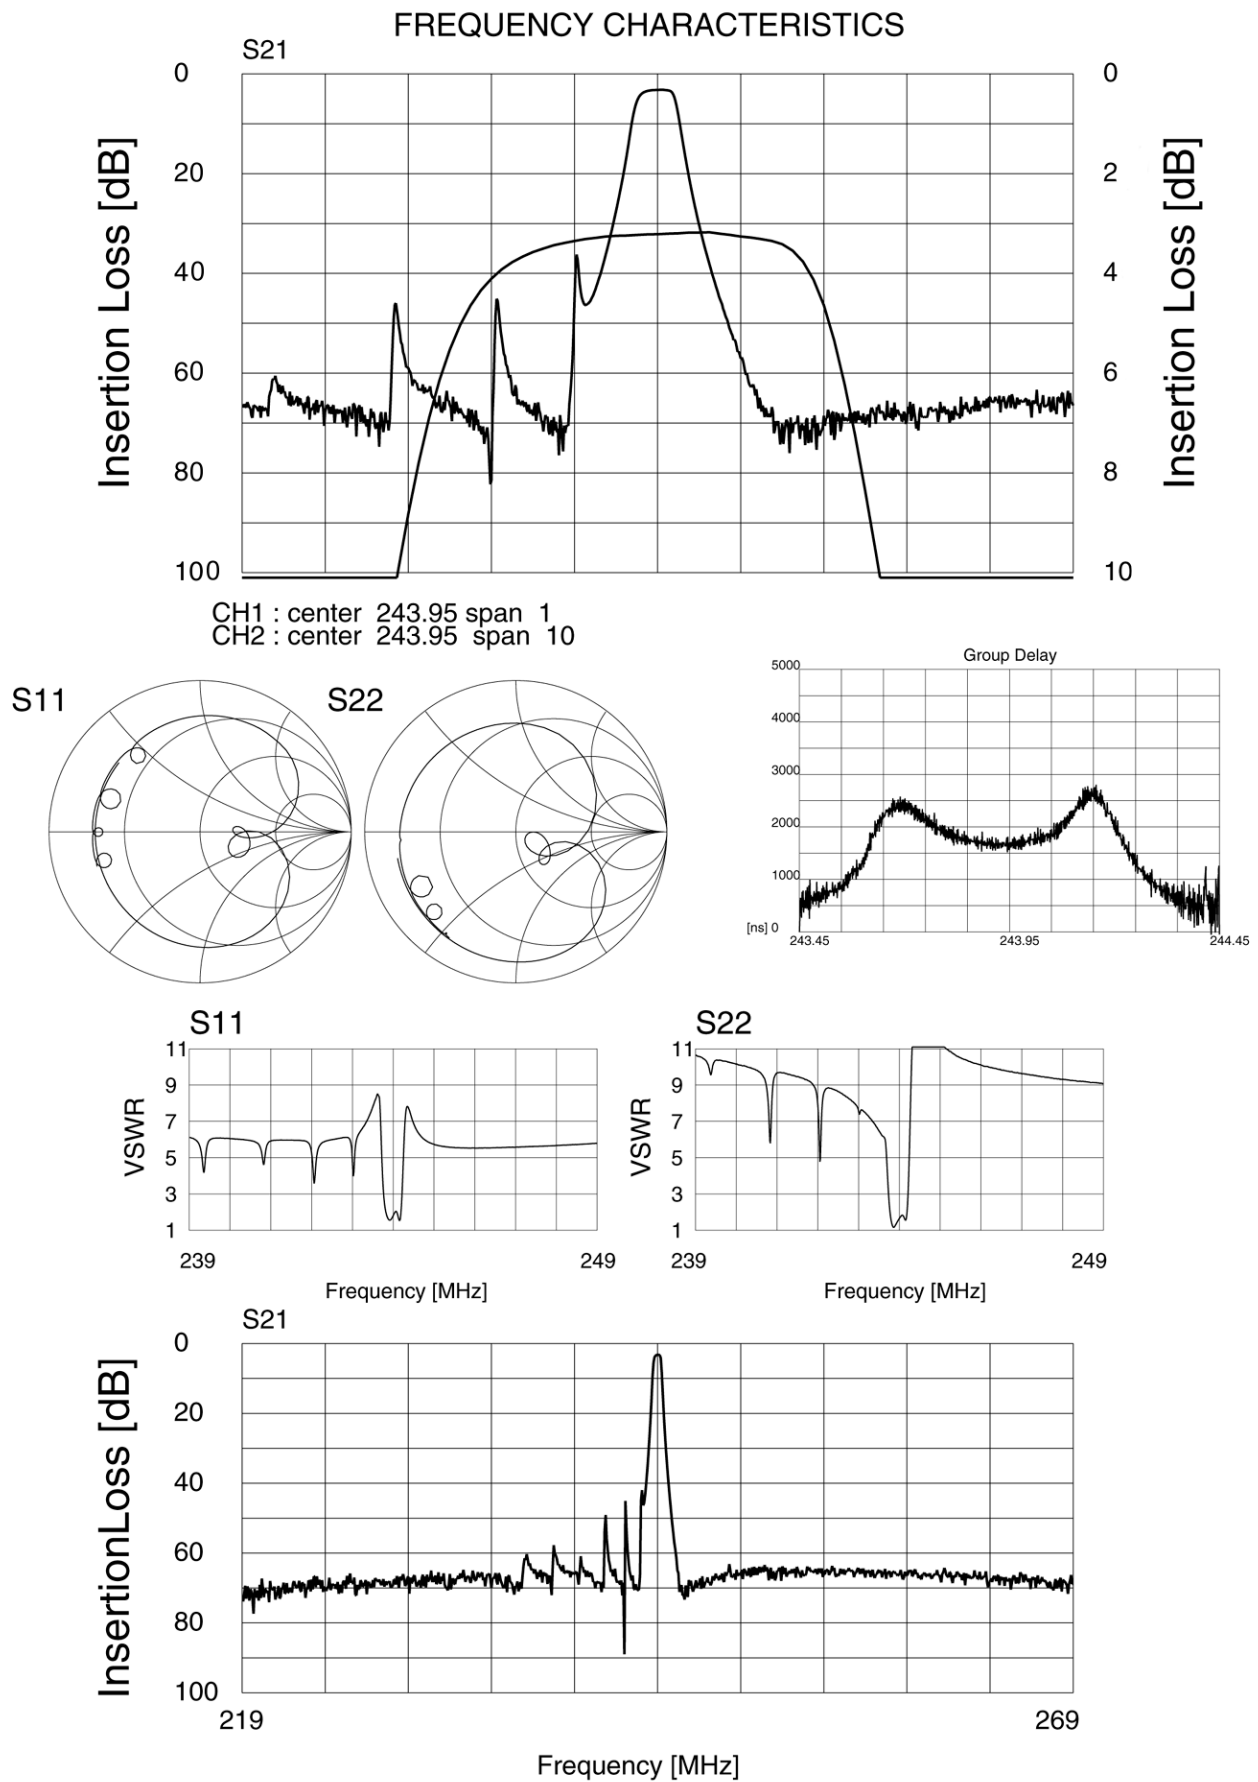 FREQUENCY CHARACTERISTICS
S21
0
20
40
60
80
100
Insertion Loss [dB]
0
2
4
6
8
10
Insertion Loss [dB]
CH1 : center 243.95 span 1
CH2 : center 243.95 span 10
S11
S22
Group Delay
5000
4000
3000
2000
1000
[ns] 0
243.45
243.95
244.45
S11
11
9
7
5
3
1
VSWR
239
249
Frequency [MHz]
S22
11
9
7
5
3
1
VSWR
239
249
Frequency [MHz]
S21
0
20
40
60
80
100
InsertionLoss [dB]
219
269
Frequency [MHz]